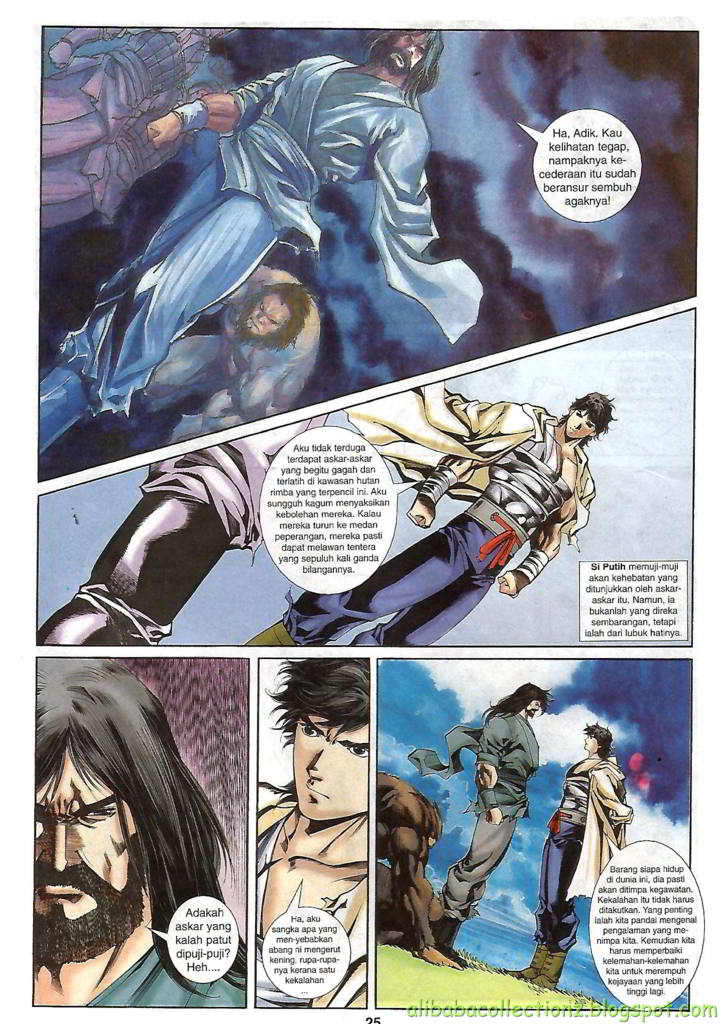 Ha, Adik. Kau
kelihatan tegap,
nampaknya ke-
cederaan itu sudah
beransur sembuh
agaknya!
Aku tidak terduga
terdapat askar-askar
yang begitu gagah dan
terlatih di kawasan hutan
rimba yang terpencil ini. Aku
sungguh kagum menyaksikan
kebolehan mereka. Kalau
mereka turun ke medan
peperangan, mereka pasti
dapat melawan tentera
yang sepuluh kali ganda
bilangannya.
Si Putih memuji-muji
akan kehebatan yang
ditunjukkan oleh askar-
askar itu. Namun, ia
bukanlah yang direka
sembarangan, tetapi
ialah dari lubuk hatinya.
Adakah
askar yang
kalah patut
dipuji-puji?
Heh....
Ha, aku
sangka apa yang
men-yebabkan
abang ni mengerut
kening. rupa-rupa-
nya kerana satu
kekalahan
...
Barang siapa hidup
di dunia ini, dia pasti
akan ditimpa kegawatan.
Kekalahan itu tidak harus
ditakutkan. Yang penting
ialah kita pandai mengenal
pengalaman yang me-
nimpa kita. Kemudian kita
harus memperbaiki
kelemahan-kelemahan
kita untuk merempuh
kejayaan yang lebih
tinggi lagi.
25
alibabacollectionz.blogspot.com